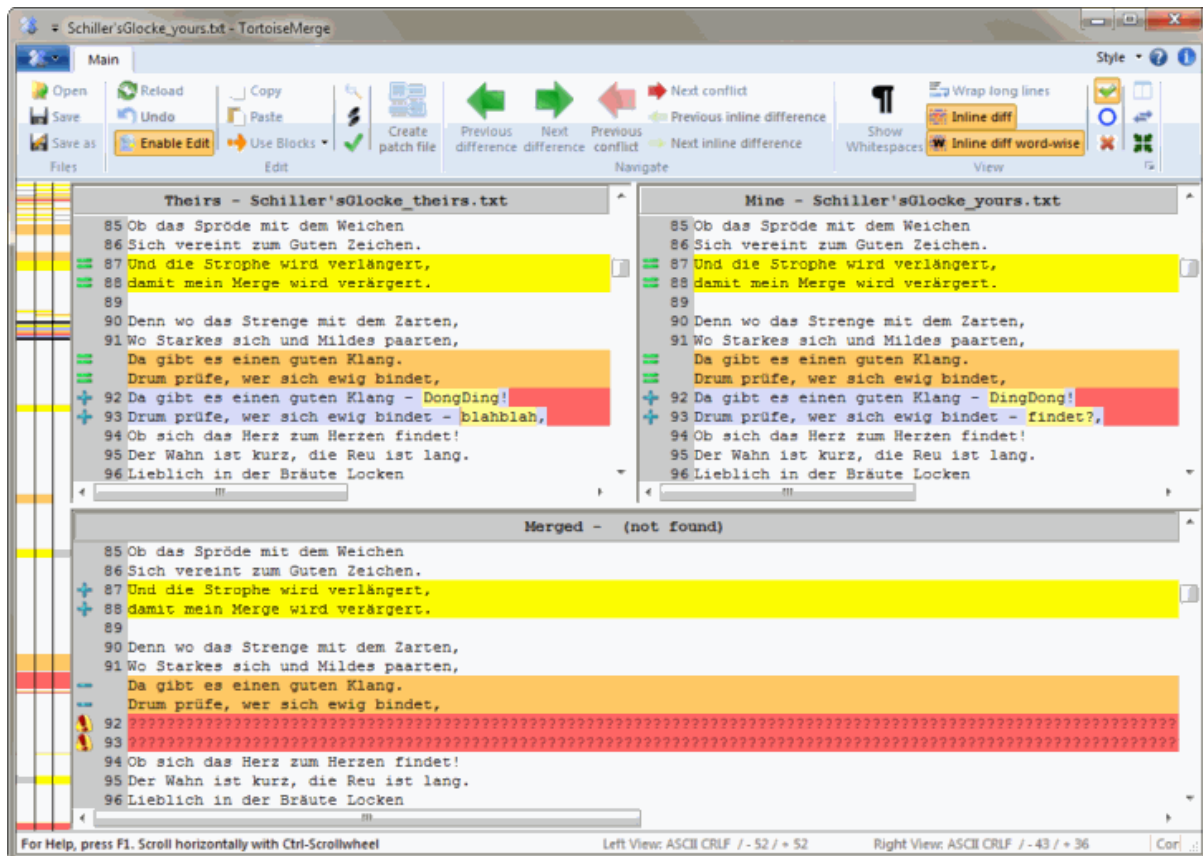 Schiller'sGlocke_yours.txt - TortoiseMerge
Main
Style
Open
Save
Save as
Files
Reload
Undo
Enable Edit
Copy
Paste
Use Blocks
Edit
Create
patch file
Previous
difference
Next
difference
Previous
conflict
Next conflict
Previous inline difference
Next inline difference
Navigate
Show
Whitespaces
Wrap long lines
Inline diff
Inline diff word-wise
View
Theirs - Schiller'sGlocke_theirs.txt
85 Ob das Spröde mit dem Weichen
86 Sich vereint zum Guten Zeichen.
87 Und die Strophe wird verlängert,
88 damit mein Merge wird verärgert.
89
90 Denn wo das Strenge mit dem Zarten,
91 Wo Starkes sich und Mildes paarten,
Da gibt es einen guten Klang.
Drum prüfe, wer sich ewig bindet,
92 Da gibt es einen guten Klang - DongDing!
93 Drum prüfe, wer sich ewig bindet - blahblah,
94 Ob sich das Herz zum Herzen findet!
95 Der Wahn ist kurz, die Reu ist lang.
96 Lieblich in der Bräute Locken
Mine - Schiller'sGlocke_yours.txt
85 Ob das Spröde mit dem Weichen
86 Sich vereint zum Guten Zeichen.
87 Und die Strophe wird verlängert,
88 damit mein Merge wird verärgert.
89
90 Denn wo das Strenge mit dem Zarten,
91 Wo Starkes sich und Mildes paarten,
Da gibt es einen guten Klang.
Drum prüfe, wer sich ewig bindet,
92 Da gibt es einen guten Klang - DingDong!
93 Drum prüfe, wer sich ewig bindet - findet?,
94 Ob sich das Herz zum Herzen findet!
95 Der Wahn ist kurz, die Reu ist lang.
96 Lieblich in der Bräute Locken
Merged - (not found)
85 Ob das Spröde mit dem Weichen
86 Sich vereint zum Guten Zeichen.
87 Und die Strophe wird verlängert,
88 damit mein Merge wird verärgert.
89
90 Denn wo das Strenge mit dem Zarten,
91 Wo Starkes sich und Mildes paarten,
Da gibt es einen guten Klang.
Drum prüfe, wer sich ewig bindet,
92 ???????????????????????????????????????????????????????????????????????????????????????????????
93 ???????????????????????????????????????????????????????????????????????????????????????????????
94 Ob sich das Herz zum Herzen findet!
95 Der Wahn ist kurz, die Reu ist lang.
96 Lieblich in der Bräute Locken
For Help, press F1. Scroll horizontally with Ctrl-Scrollwheel
Left View: ASCII CRLF / - 52 / + 52
Right View: ASCII CRLF / - 43 / + 36